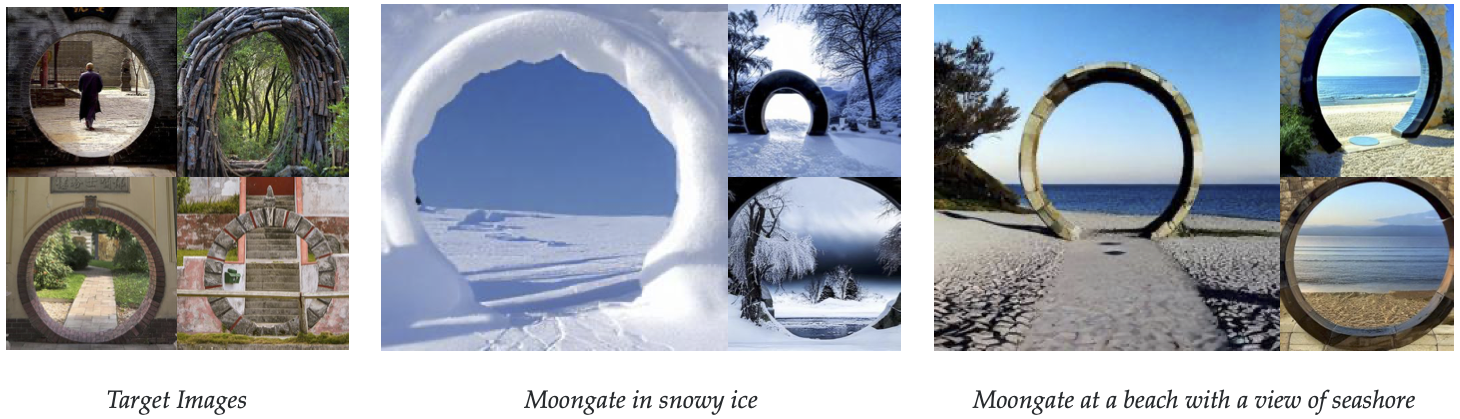 Target Images
Moongate in snowy ice
Moongate at a beach with a view of seashore